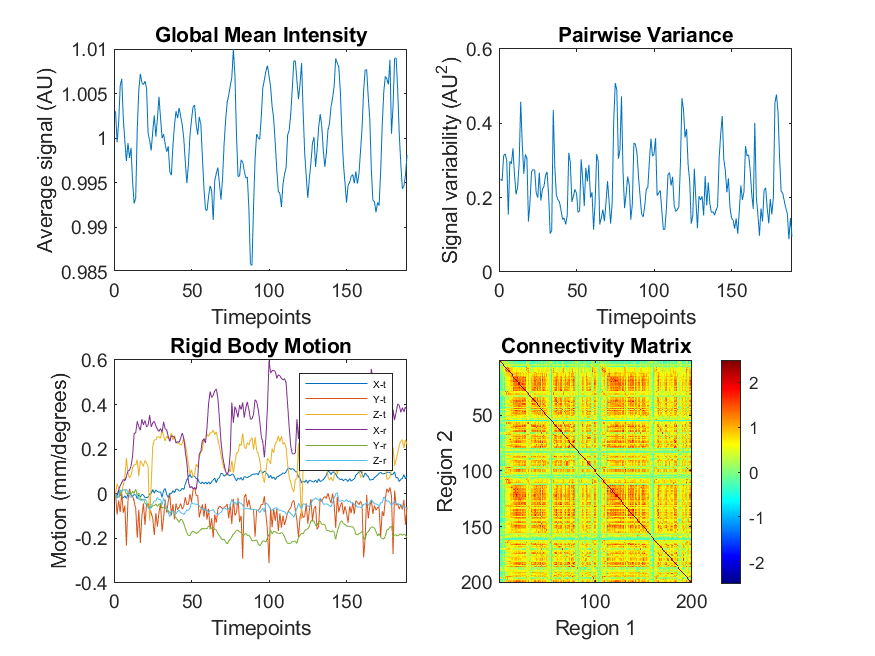 Global Mean Intensity
Average signal (AU)
1.01
1.005
1
0.995
0.99
0.985
0
50
100
150
Timepoints
Pairwise Variance
Signal variability (AU2)
0.6
0.4
0.2
0
0
50
100
150
Timepoints
Rigid Body Motion
Motion (mm/degrees)
0.6
0.4
0.2
0
-0.2
-0.4
0
50
100
150
Timepoints
X-t
Y-t
Z-t
X-r
Y-r
Z-r
Connectivity Matrix
Region 2
50
100
150
200
100
200
Region 1
2
1
0
-1
-2